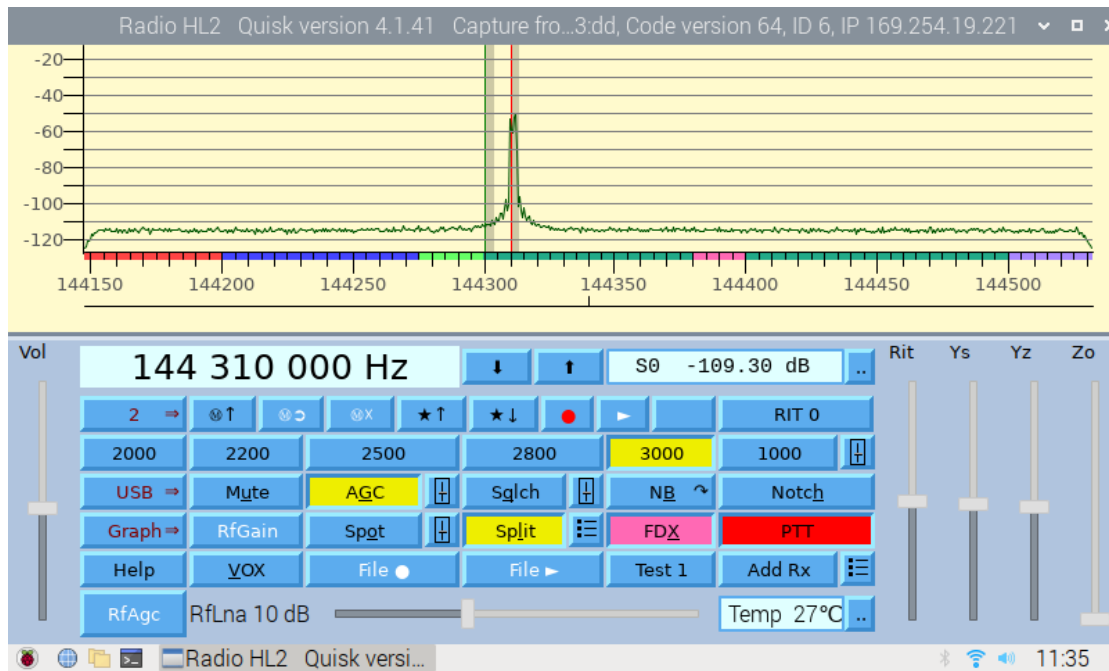 Radio HL2 Quisk version 4.1.41 Capture fro...3:dd, Code version 64, ID 6, IP 169.254.19.221
-20
-40
-60
-80
-100
-120
144150 144200 144250 144300 144350 144400 144450 144500
Vol 144 310 000 Hz S0 -109.30 dB .. Rit Ys Yz Zo
2 RIT 0
2000 2200 2500 2800 3000 1000
USB Mute AGC Sqlch NB Notch
Graph RfGain Spot Split FDX PTT
Help VOX File File Test 1 Add Rx
RfAgc RfLna 10 dB Temp 27°C ..
Radio HL2 Quisk versi... 11:35